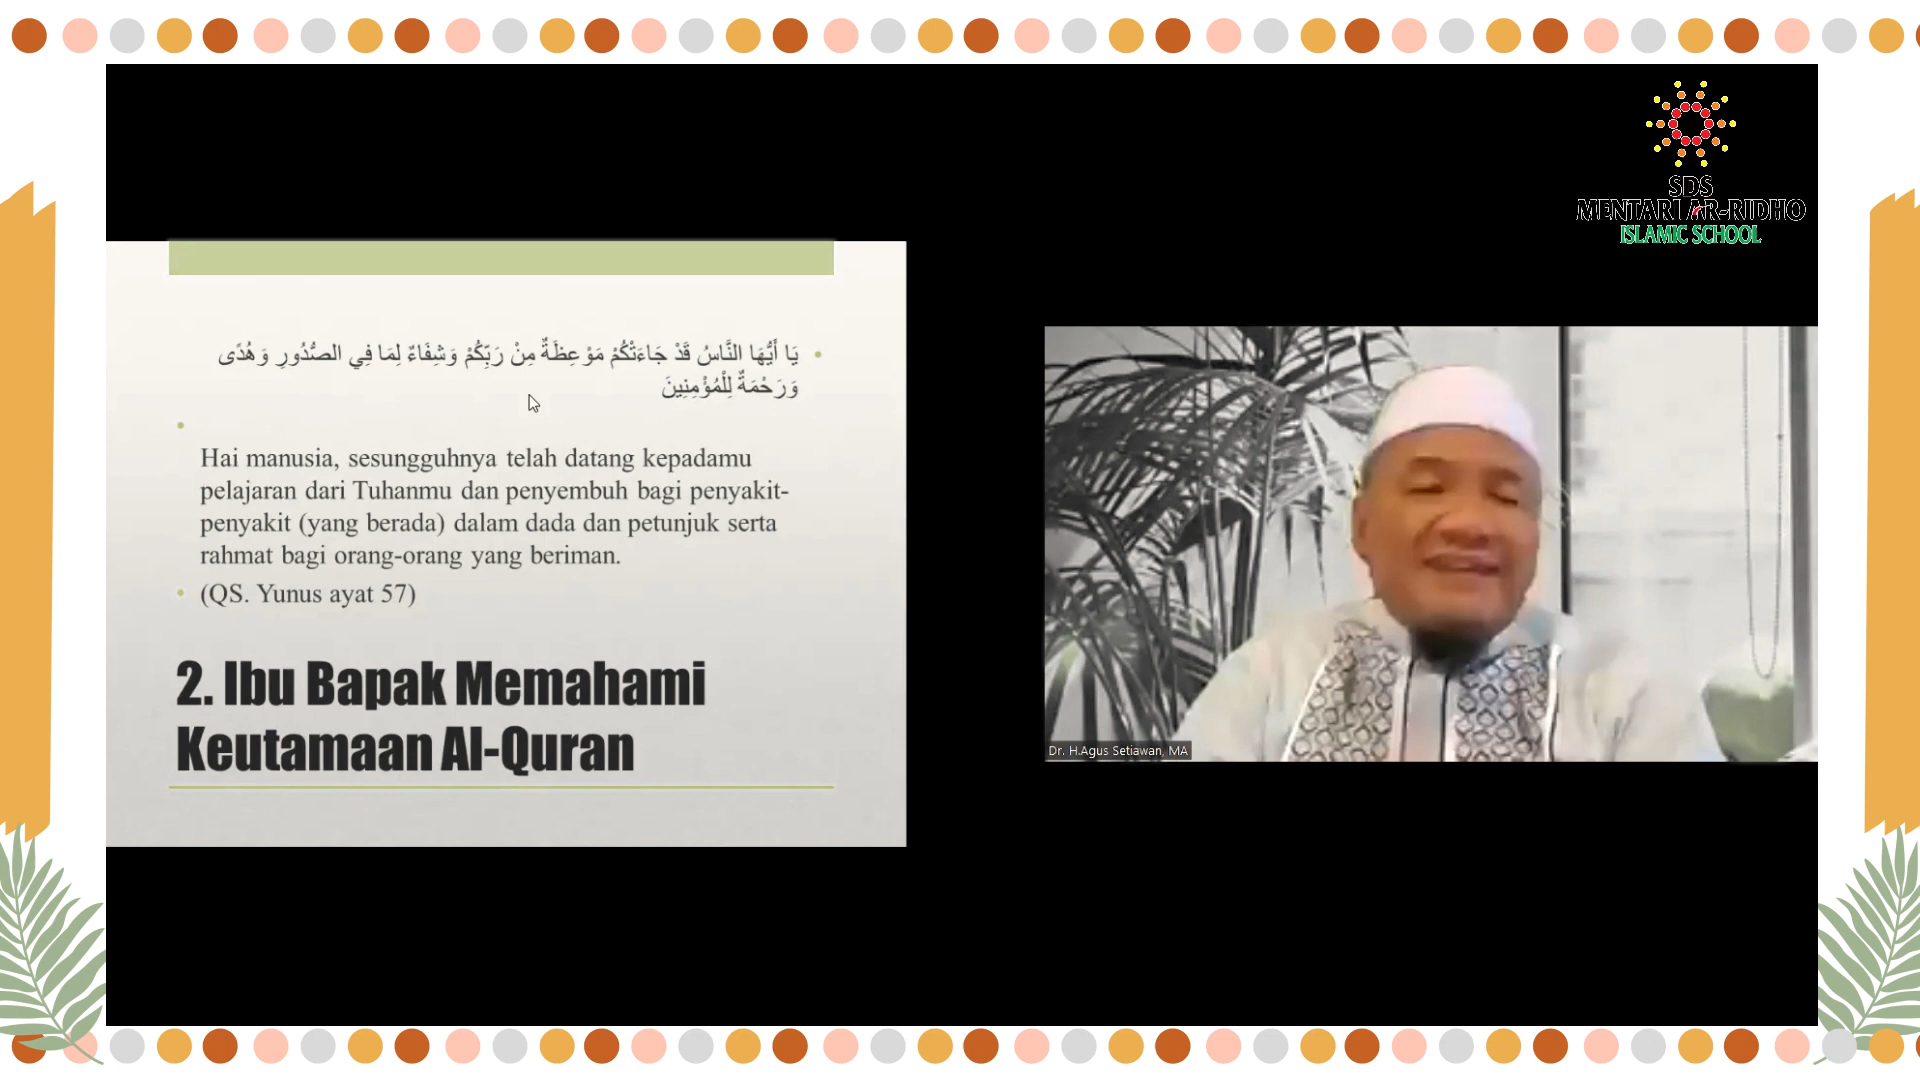 SDS
MENTARI AR-RIDHO
ISLAMIC SCHOOL
يَا أَيُّهَا النَّاسُ قَدْ جَاءَتْكُمْ مَوْعِظَةٌ مِنْ رَبِّكُمْ وَشِفَاءٌ لِمَا فِي الصُّدُورِ وَهُدًى
وَرَحْمَةٌ لِلْمُؤْمِنِينَ
Hai manusia, sesungguhnya telah datang kepadamu
pelajaran dari Tuhanmu dan penyembuh bagi penyakit-
penyakit (yang berada) dalam dada dan petunjuk serta
rahmat bagi orang-orang yang beriman.
(QS. Yunus ayat 57)
2. Ibu Bapak Memahami
Keutamaan Al-Quran
Dr. H.Agus Setiawan, MA